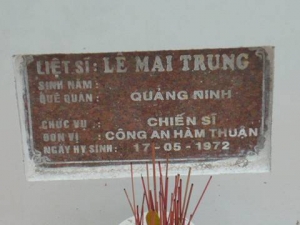 LIỆT SĨ : LÊ MAI TRUNG
SINH NĂM :
QUÊ QUÁN : QUẢNG NINH
CHỨC VỤ : CHIẾN SĨ
ĐƠN VỊ : CÔNG AN HÀM THUẬN
NGÀY HY SINH: 17-05-1972